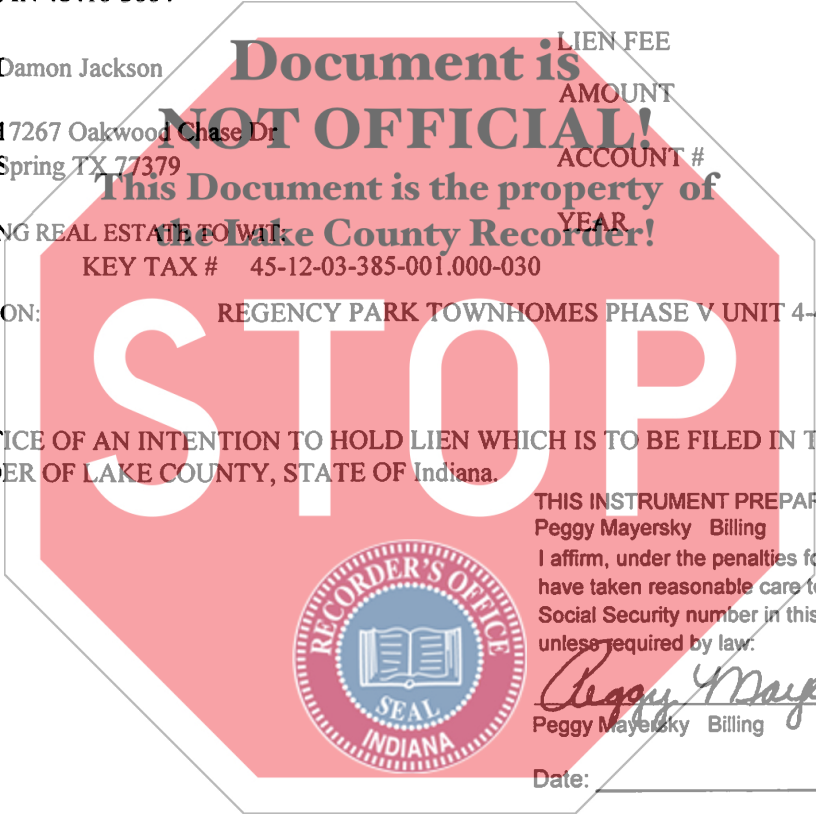 LIEN FEE
Document is
Damon Jackson
AMOUNT
NOT OFFICIAL!
17267 Oakwood Chase Dr
ACCOUNT #
Spring TX 77379
This Document is the property of
YEAR
the Lake County Recorder!
NG REAL ESTATE TO WIT:
KEY TAX # 45-12-03-385-001.000-030
ON: REGENCY PARK TOWNHOMES PHASE V UNIT 4-
STOP
ICE OF AN INTENTION TO HOLD LIEN WHICH IS TO BE FILED IN T
ER OF LAKE COUNTY, STATE OF Indiana.
THIS INSTRUMENT PREPAR
Peggy Mayersky Billing
I affirm, under the penalties fo
have taken reasonable care to
Social Security number in this
unless required by law:
RECORDER'S OFFICE
SEAL
INDIANA
Peggy Maye
Peggy Mayersky Billing
Date: